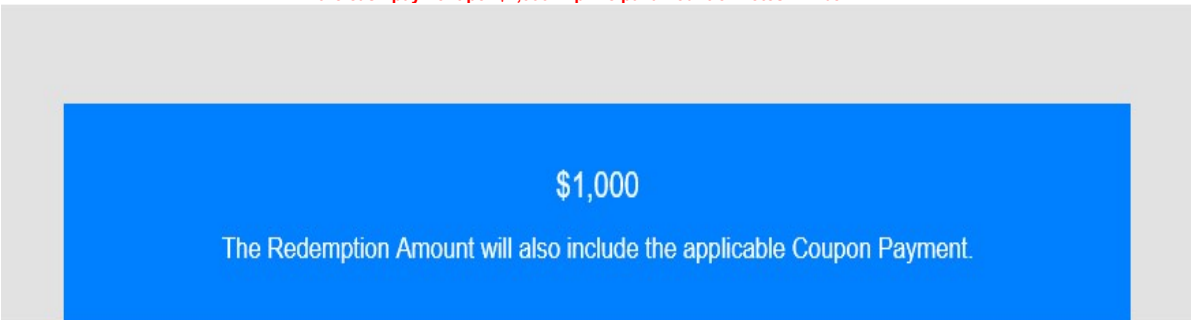 $1,000
The Redemption Amount will also include the applicable Coupon Payment.